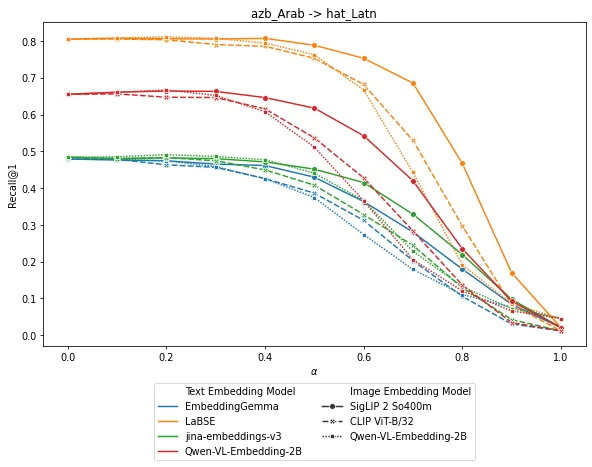 azb_Arab -> hat_Latn
Recall@1
0.8
0.7
0.6
0.5
0.4
0.3
0.2
0.1
0.0
0.0 0.2 0.4 0.6 0.8 1.0
α
Text Embedding Model Image Embedding Model
EmbeddingGemma SigLIP 2 So400m
LaBSE CLIP ViT-B/32
jina-embeddings-v3 Qwen-VL-Embedding-2B
Qwen-VL-Embedding-2B